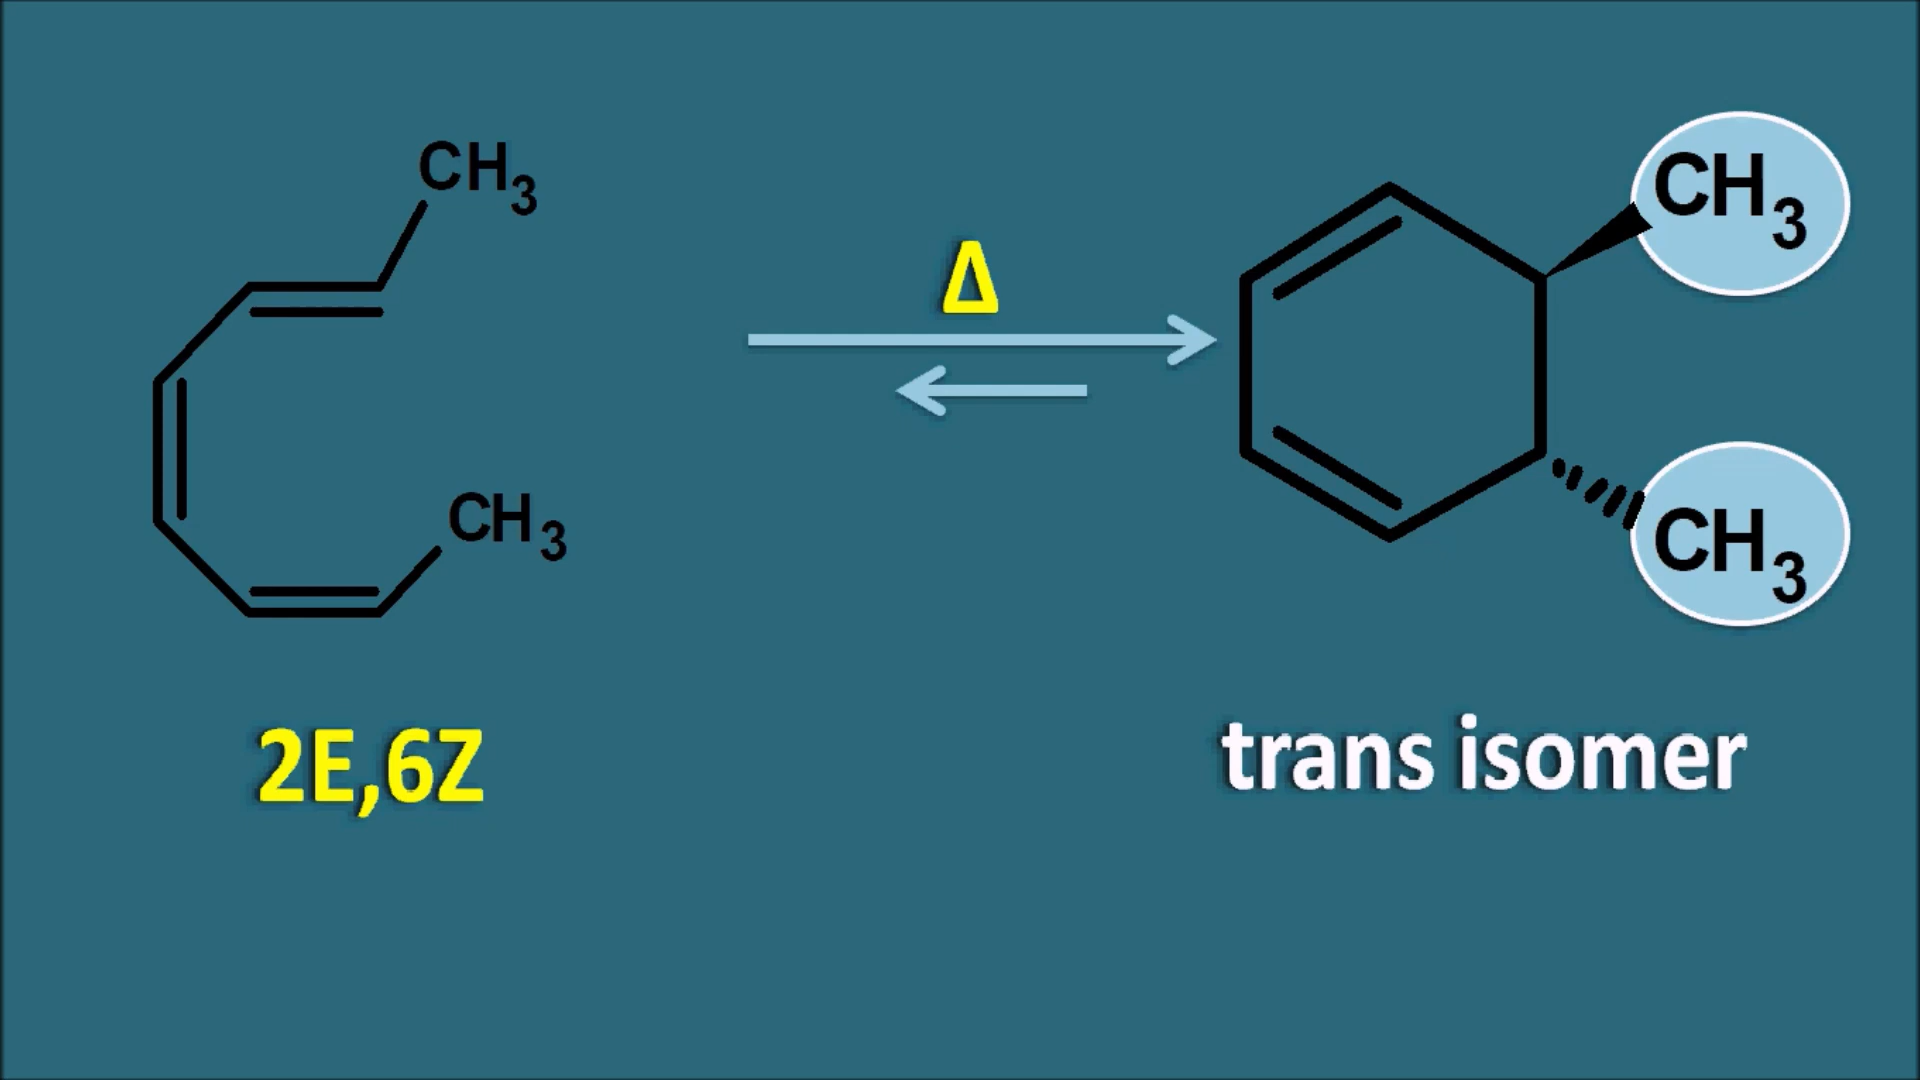 CH3
CH3
Δ
CH3
CH3
2E,6Z
trans isomer